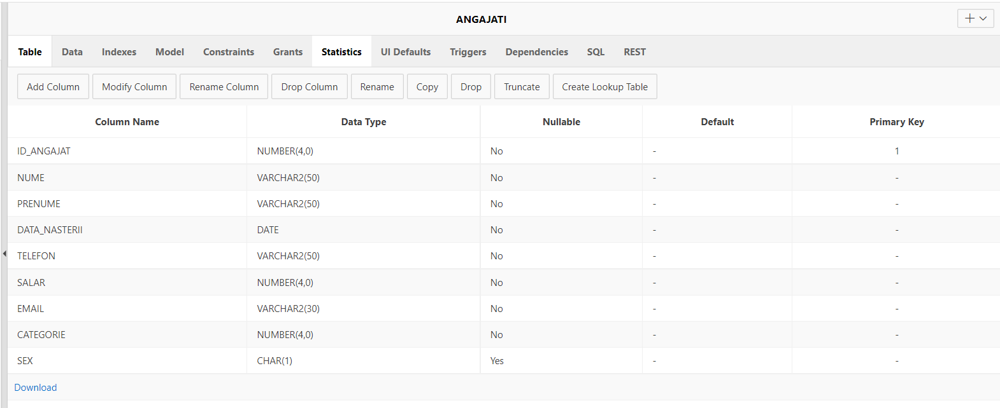 ANGAJATI
Table Data Indexes Model Constraints Grants Statistics UI Defaults Triggers Dependencies SQL REST
Add Column Modify Column Rename Column Drop Column Rename Copy Drop Truncate Create Lookup Table
Column Name Data Type Nullable Default Primary Key
ID_ANGAJAT NUMBER(4,0) No - 1
NUME VARCHAR2(50) No - -
PRENUME VARCHAR2(50) No - -
DATA_NASTERII DATE No - -
TELEFON VARCHAR2(50) No - -
SALAR NUMBER(4,0) No - -
EMAIL VARCHAR2(30) No - -
CATEGORIE NUMBER(4,0) No - -
SEX CHAR(1) Yes - -
Download